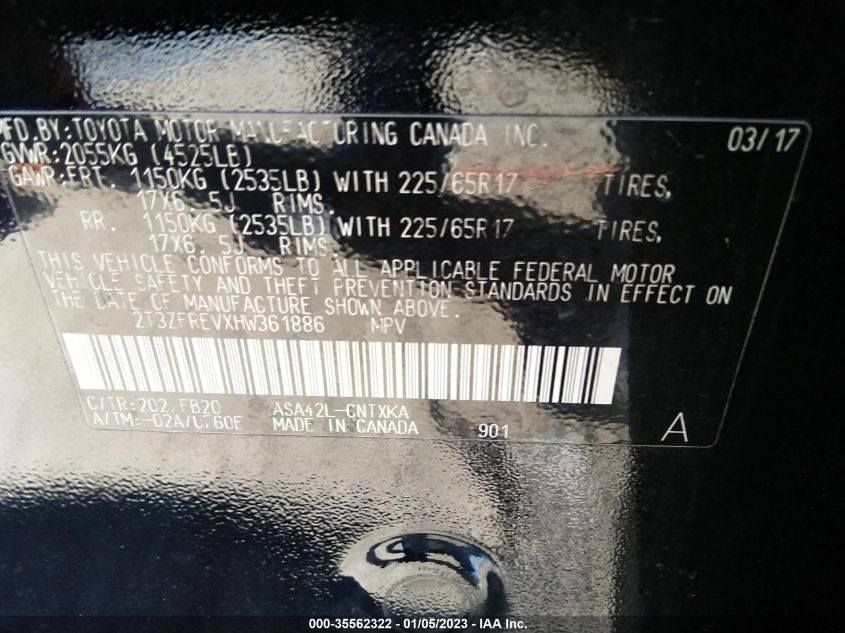 MFD.BY:TOYOTA MOTOR MANUFACTURING CANADA INC. 03/17
GVWR:2055KG (4525LB)
GAWR:FRT. 1150KG (2535LB) WITH 225/65R17 TIRES,
17X6.5J RIMS.
RR. 1150KG (2535LB) WITH 225/65R17 TIRES,
17X6.5J RIMS.
THIS VEHICLE CONFORMS TO ALL APPLICABLE FEDERAL MOTOR
VEHICLE SAFETY AND THEFT PREVENTION STANDARDS IN EFFECT ON
THE DATE OF MANUFACTURE SHOWN ABOVE.
2T3ZFREVXHW361886 MPV
C/TR:202.FB20 ASA42L-CNTXKA
A/TM:-02A/U760E MADE IN CANADA 901 A
000-35562322 - 01/05/2023 - IAA Inc.